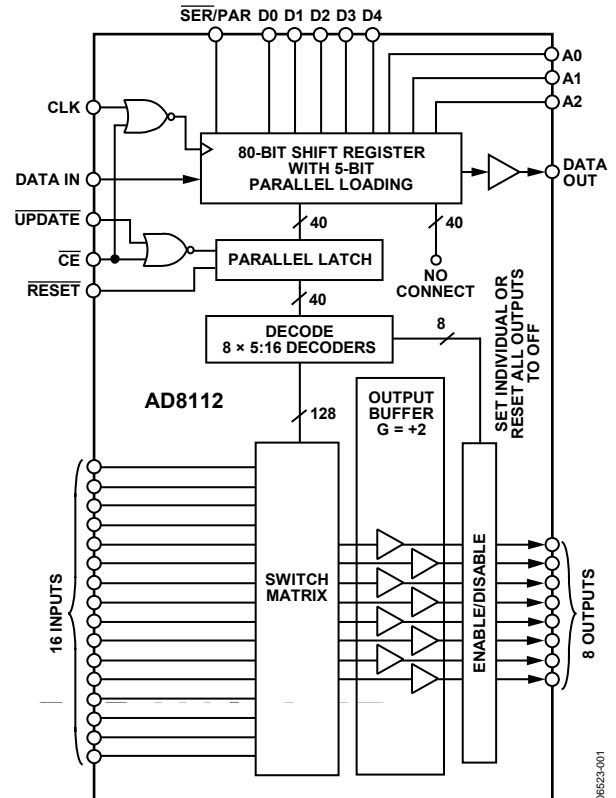 SER/PAR D0 D1 D2 D3 D4
A0
A1
A2
CLK
80-BIT SHIFT REGISTER
WITH 5-BIT
PARALLEL LOADING
DATA IN
DATA
OUT
UPDATE
40
40
CE
PARALLEL LATCH
NO
CONNECT
RESET
40
DECODE
8 × 5:16 DECODERS
8
SET INDIVIDUAL OR
RESET ALL OUTPUTS
TO OFF
AD8112
128
OUTPUT
BUFFER
G = +2
SWITCH
MATRIX
ENABLE/DISABLE
16 INPUTS
8 OUTPUTS
06523-001